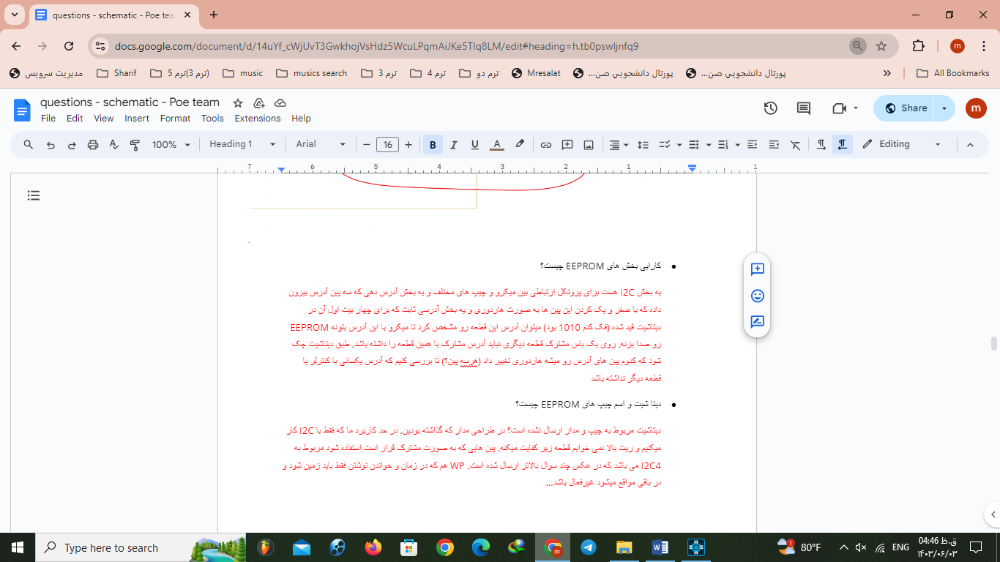 questions - schematic - Poe tea
docs.google.com/document/d/14uYf_cWjUvT3GwkhojVsHdz5WcuLPqmAiJKe5TIq8LM/edit#heading=h.tb0pswljnfq9
m
مدیریت سرویس
Sharif
ترم 5 (ترم 3)
music
musics search
ترم 3
ترم 4
ترم دو
Mresalat
پورتال دانشجويي صن...
پورتال دانشجويي صن...
All Bookmarks
questions - schematic - Poe team
File Edit View Insert Format Tools Extensions Help
Share
m
100% Heading 1 Arial 16 B I U A Editing
7 6 5 4 3 2 1 1
کارایی بخش های EEPROM چیست؟
یه بخش I2C هست برای پروتکل ارتباطی بین میکرو و چیپ های مختلف و یه بخش آدرس دهی که سه پین آدرس بیرون
داده که با صفر و یک کردن این پین ها به صورت هاردوری و یه بخش آدرسی ثابت که برای چهار بیت اول آن در
دیتاشیت قید شده (فک کنم 1010 بود) میتوان آدرس این قطعه رو مشخص کرد تا میکرو با این آدرس بتونه EEPROM
رو صدا بزنه. روی یک باس مشترک قطعه دیگری نباید آدرس مشترک با همین قطعه را داشته باشد. طبق دیتاشیت چک
شود که کدوم پین های آدرس رو میشه هاردوری تغییر داد (هرسه پین؟) تا بررسی کنیم که آدرس یکسانی با کنترلر یا
قطعه دیگر نداشته باشد
دیتا شیت و اسم چیپ های EEPROM چیست؟
دیتاشیت مربوط به چیپ و مدار ارسال نشده است؟ در طراحی مدار که گذاشته بودین. در حد کاربرد ما که فقط با I2C کار
میکنیم و ریت بالا نمی خوایم قطعه زیر کفایت میکنه. پین هایی که به صورت مشترک قرار است استفاده شود مربوط به
I2C4 می باشد که در عکس چند سوال بالاتر ارسال شده است. WP هم که در زمان و خواندن نوشتن فقط باید زمین شود و
در باقی مواقع میشود غیرفعال باشد...
Type here to search
m
1
80°F
ENG
04:46 ق.ظ
۱۴۰۳/۰۶/۰۳